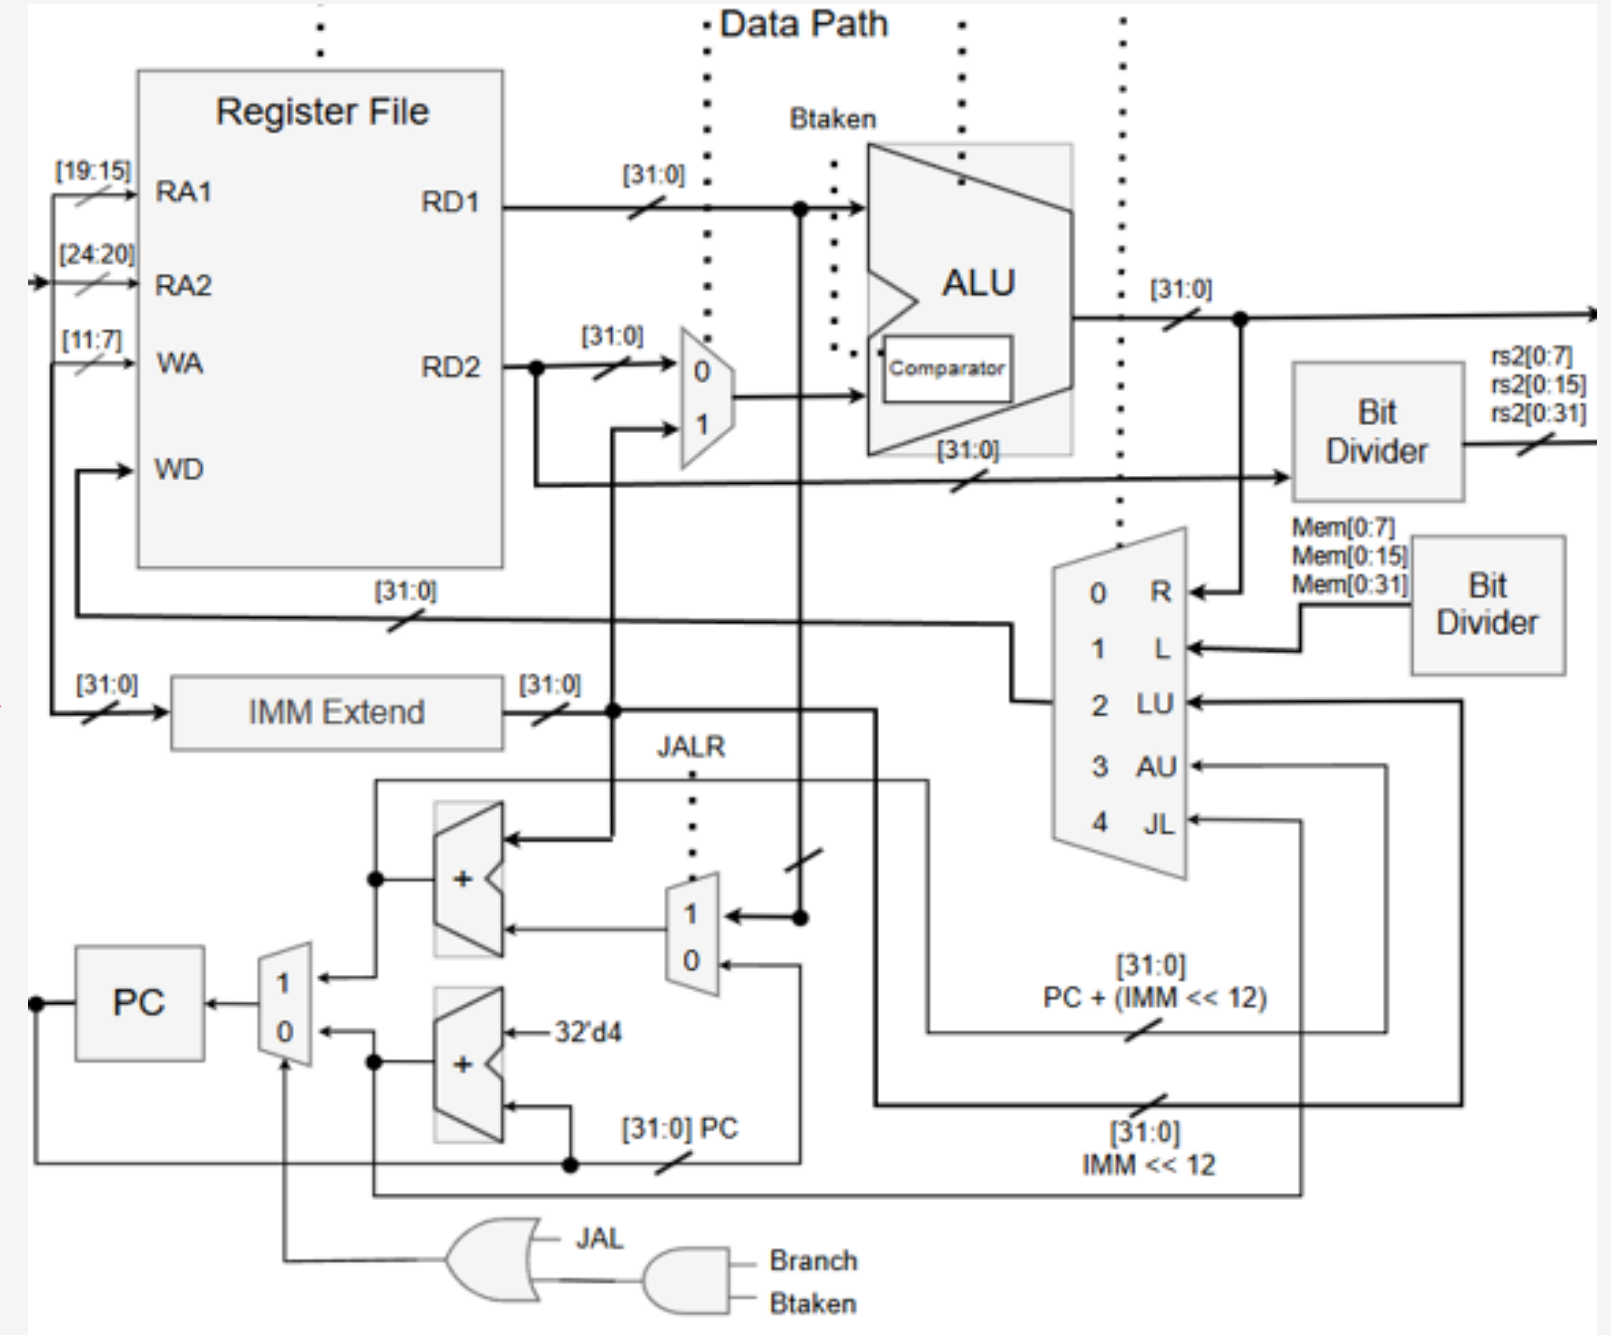 Data Path
Register File
Btaken
[19:15]
RA1
RD1
[31:0]
[24:20]
RA2
ALU
[31:0]
[11:7]
WA
RD2
[31:0]
0
1
Comparator
rs2[0:7]
rs2[0:15]
rs2[0:31]
Bit
Divider
WD
[31:0]
Mem[0:7]
Mem[0:15]
Mem[0:31]
Bit
Divider
[31:0]
0 R
1 L
2 LU
3 AU
4 JL
[31:0]
IMM Extend
[31:0]
JALR
+
1
0
PC
1
0
32'd4
+
[31:0]
PC + (IMM << 12)
[31:0] PC
[31:0]
IMM << 12
JAL
Branch
Btaken